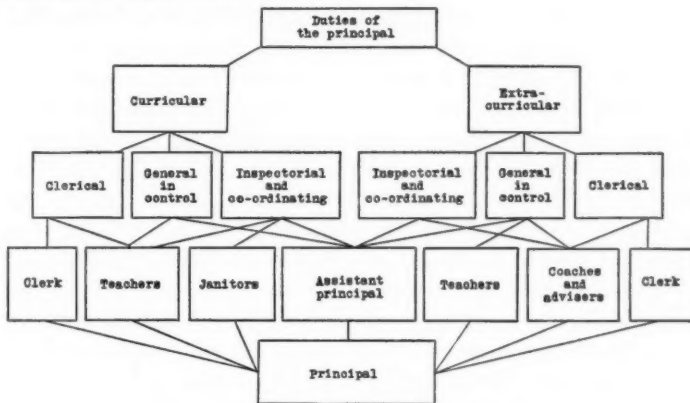 Duties of
the principal
Curricular
Extra-
curricular
Clerical
General
in
control
Inspectorial
and
co-ordinating
Inspectorial
and
co-ordinating
General
in
control
Clerical
Clerk
Teachers
Janitors
Assistant
principal
Teachers
Coaches
and
advisers
Clerk
Principal